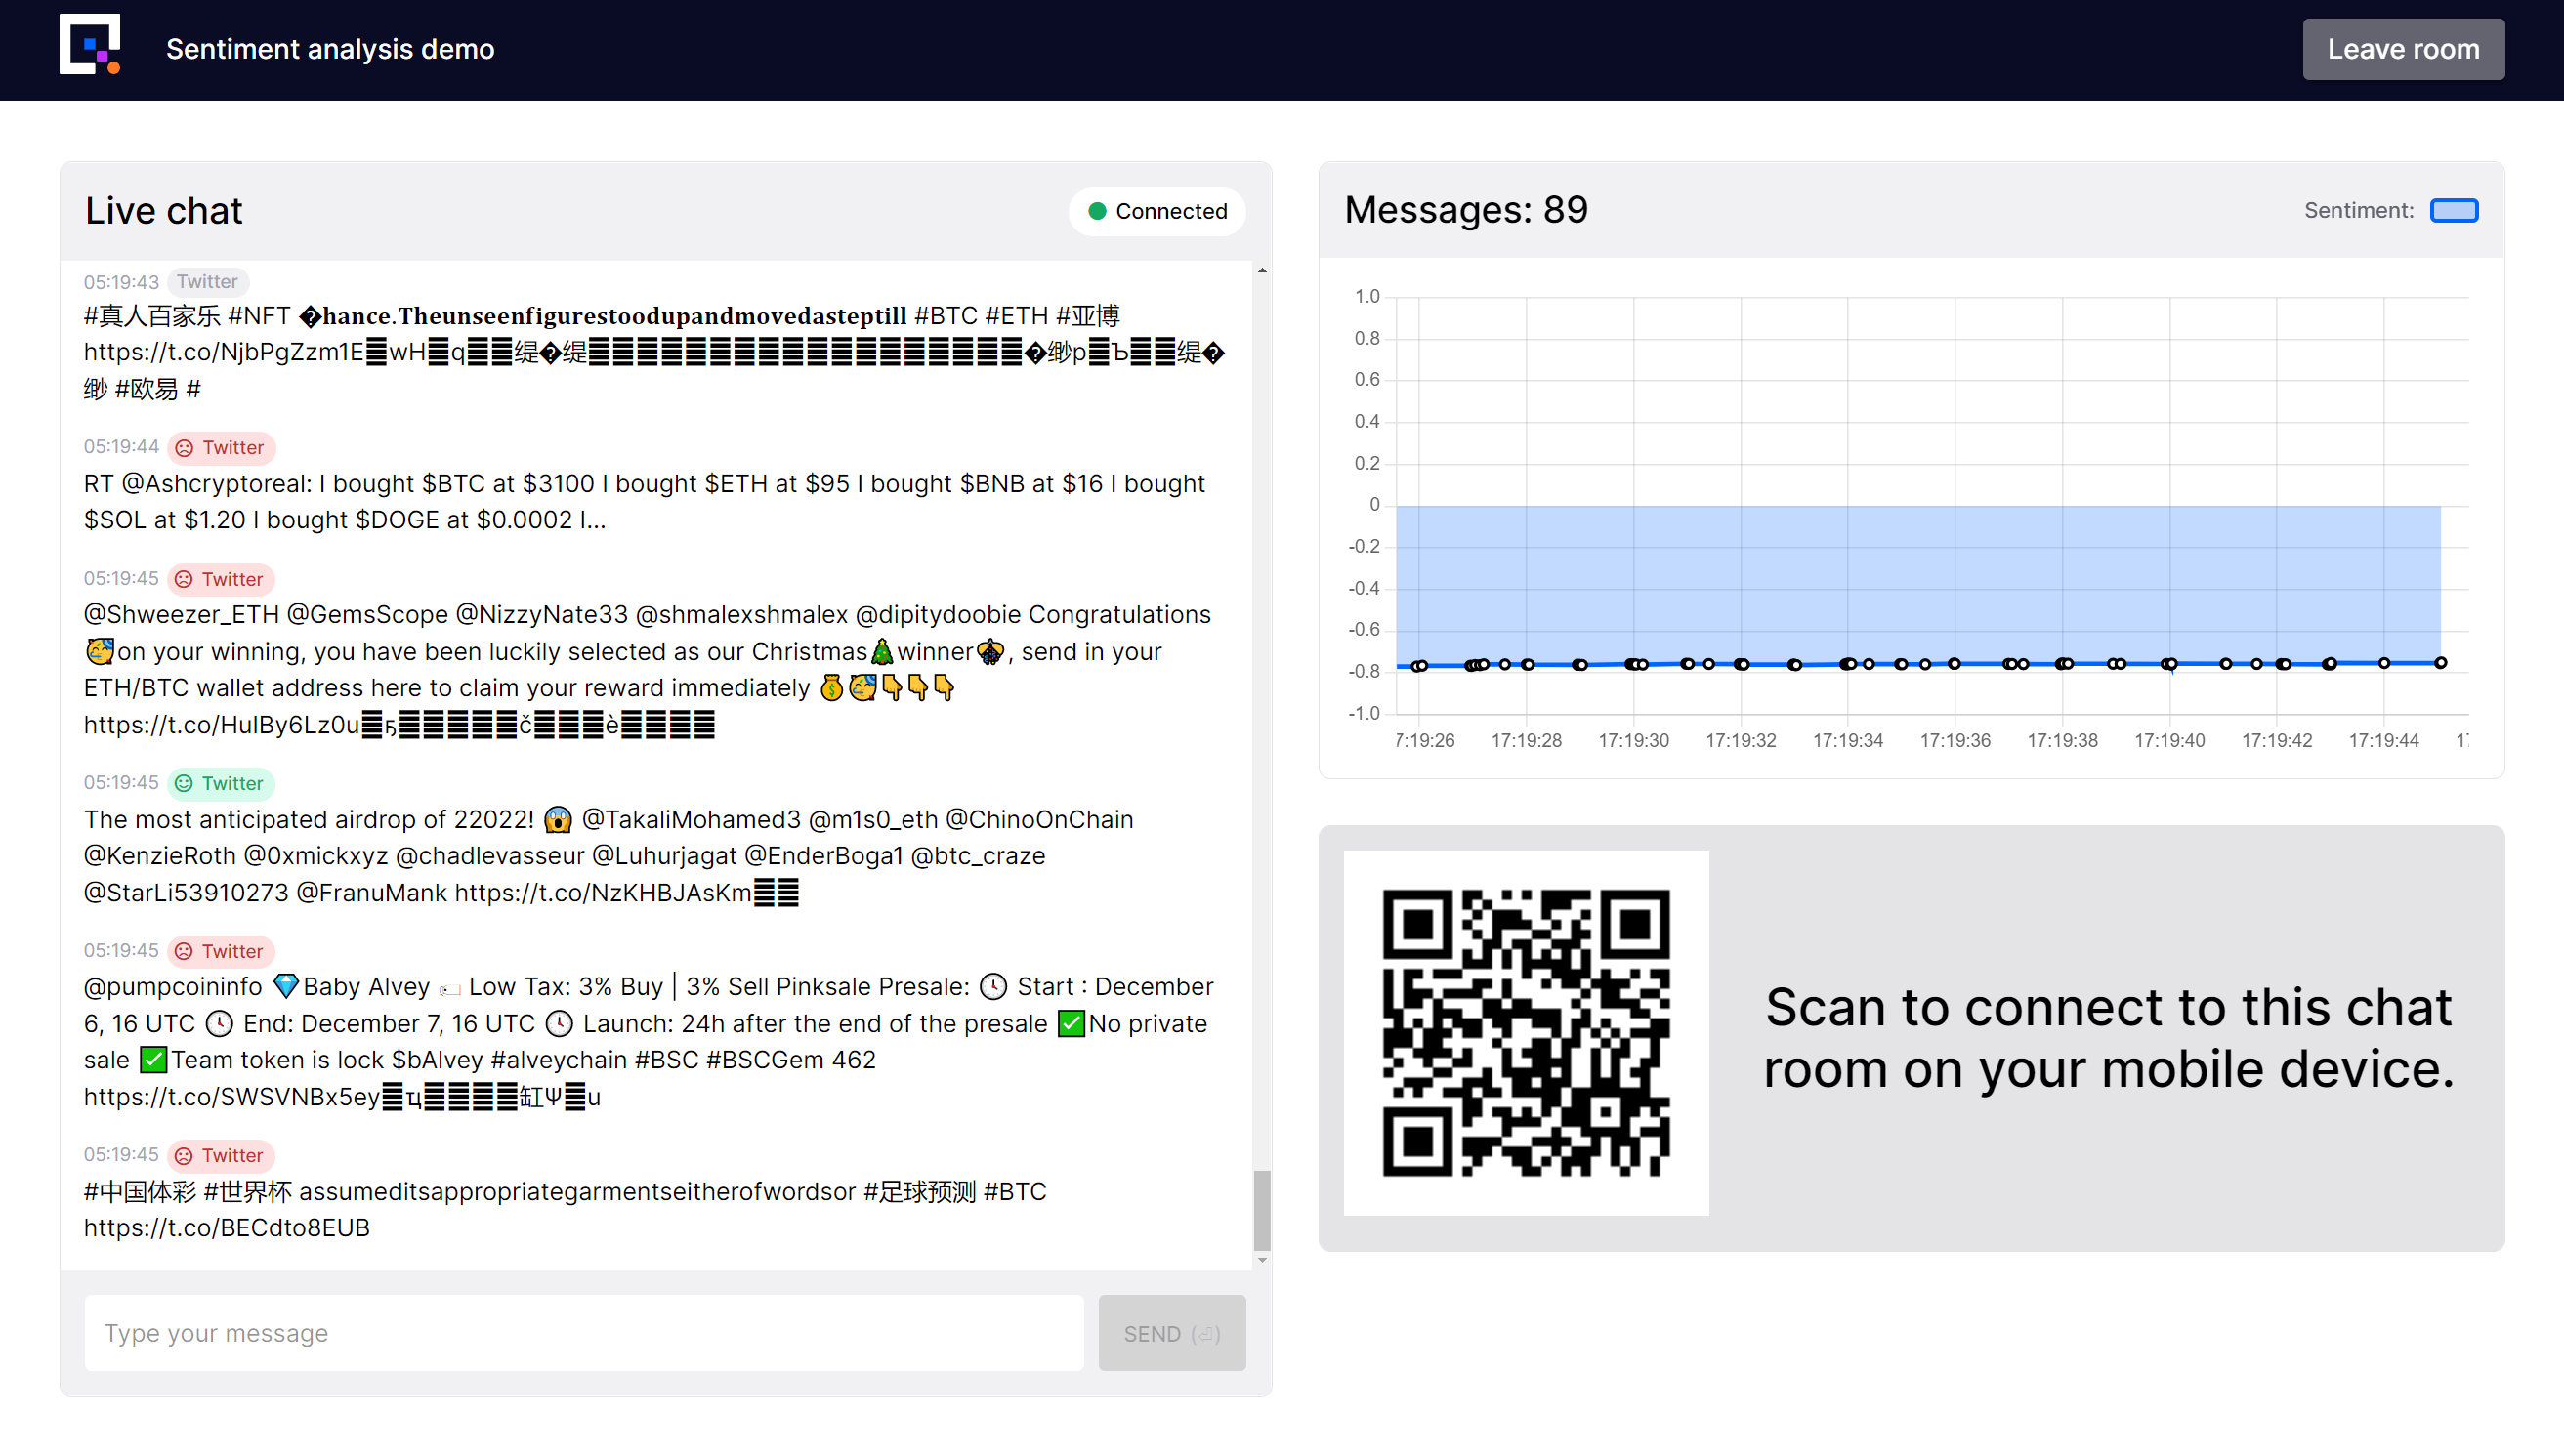 Sentiment analysis demo
Leave room
Live chat
Connected
05:19:43 Twitter
#真人百家乐 #NFT �𝐡𝐚𝐧𝐜𝐞.𝐓𝐡𝐞𝐮𝐧𝐬𝐞𝐞𝐧𝐟𝐢𝐠𝐮𝐫𝐞𝐬𝐭𝐨𝐨𝐝𝐮𝐩𝐚𝐧𝐝𝐦𝐨𝐯𝐞𝐝𝐚𝐬𝐭𝐞𝐩𝐭𝐢𝐥𝐥 #BTC #ETH #亚博
https://t.co/NjbPgZzm1E wH q 缇�缇 �缈p Ъ 缇�
缈 #欧易 #
05:19:44 Twitter
RT @Ashcryptoreal: I bought $BTC at $3100 I bought $ETH at $95 I bought $BNB at $16 I bought
$SOL at $1.20 I bought $DOGE at $0.0002 I…
05:19:45 Twitter
@Shweezer_ETH @GemsScope @NizzyNate33 @shmalexshmalex @dipitydoobie Congratulations
🥳on your winning, you have been luckily selected as our Christmas🎄winner, send in your
ETH/BTC wallet address here to claim your reward immediately 💰🥳👇👇👇
https://t.co/HuIBy6Lz0u ҕ č è
05:19:45 Twitter
The most anticipated airdrop of 22022! 😱 @TakaliMohamed3 @m1s0_eth @ChinoOnChain
@KenzieRoth @0xmickxyz @chadlevasseur @Luhurjagat @EnderBoga1 @btc_craze
@StarLi53910273 @FranuMank https://t.co/NzKHBJAsKm
05:19:45 Twitter
@pumpcoininfo 💎Baby Alvey Low Tax: 3% Buy | 3% Sell Pinksale Presale: 🕓 Start : December
6, 16 UTC 🕓 End: December 7, 16 UTC 🕓 Launch: 24h after the end of the presale ✅No private
sale ✅Team token is lock $bAlvey #alveychain #BSC #BSCGem 462
https://t.co/SWSVNBx5ey ҵ 缸Ψ u
05:19:45 Twitter
#中国体彩 #世界杯 assumeditsappropriategarmentseitherofwordsor #足球预测 #BTC
https://t.co/BECdto8EUB
Type your message
SEND (⏎)
Messages: 89
Sentiment:
1.0
0.8
0.6
0.4
0.2
0
-0.2
-0.4
-0.6
-0.8
-1.0
7:19:26 17:19:28 17:19:30 17:19:32 17:19:34 17:19:36 17:19:38 17:19:40 17:19:42 17:19:44
Scan to connect to this chat
room on your mobile device.